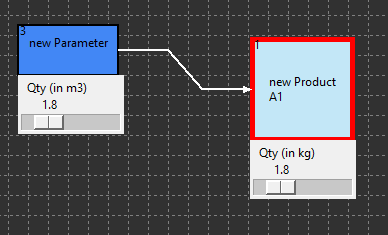 3
new Parameter
Qty (in m3)
1.8
1
new Product
A1
Qty (in kg)
1.8